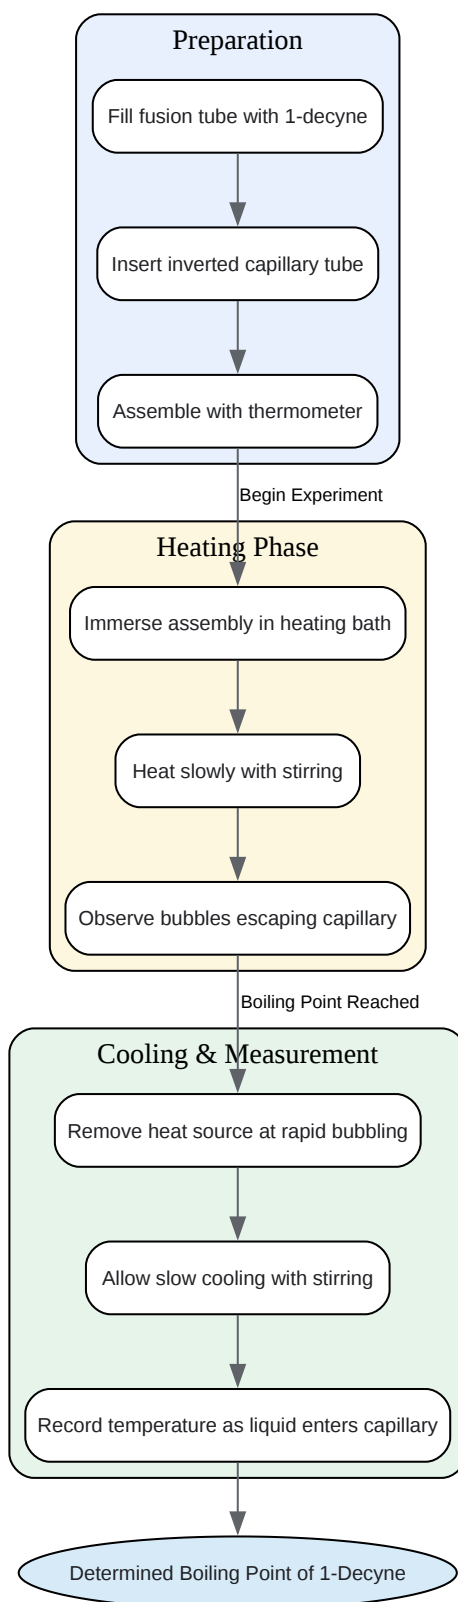 Preparation
Fill fusion tube with 1-decyne
Insert inverted capillary tube
Assemble with thermometer
Begin Experiment
Heating Phase
Immerse assembly in heating bath
Heat slowly with stirring
Observe bubbles escaping capillary
Boiling Point Reached
Cooling & Measurement
Remove heat source at rapid bubbling
Allow slow cooling with stirring
Record temperature as liquid enters capillary
Determined Boiling Point of 1-Decyne